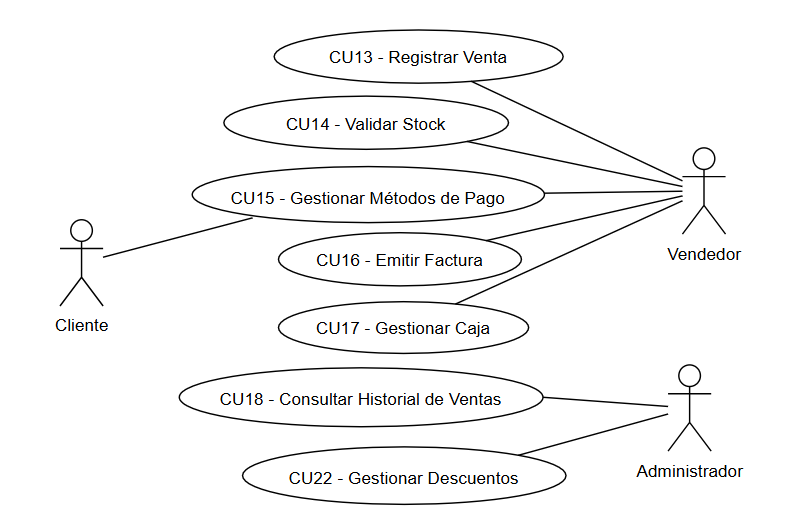 CU13 - Registrar Venta
CU14 - Validar Stock
CU15 - Gestionar Métodos de Pago
CU16 - Emitir Factura
Vendedor
Cliente
CU17 - Gestionar Caja
CU18 - Consultar Historial de Ventas
Administrador
CU22 - Gestionar Descuentos